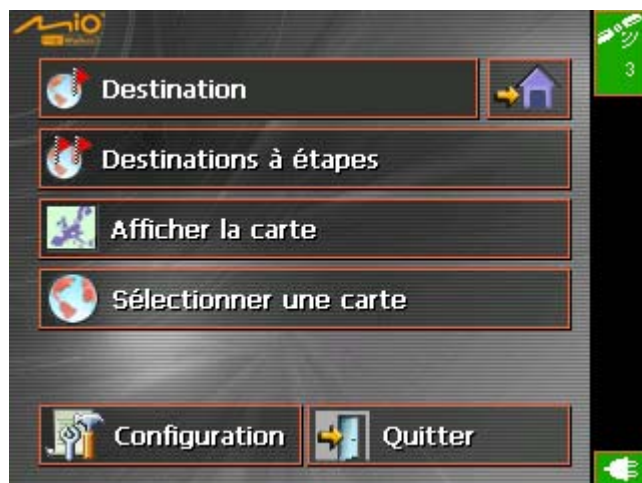 Mio
3
Destination
Destinations à étapes
Afficher la carte
Sélectionner une carte
Configuration
Quitter